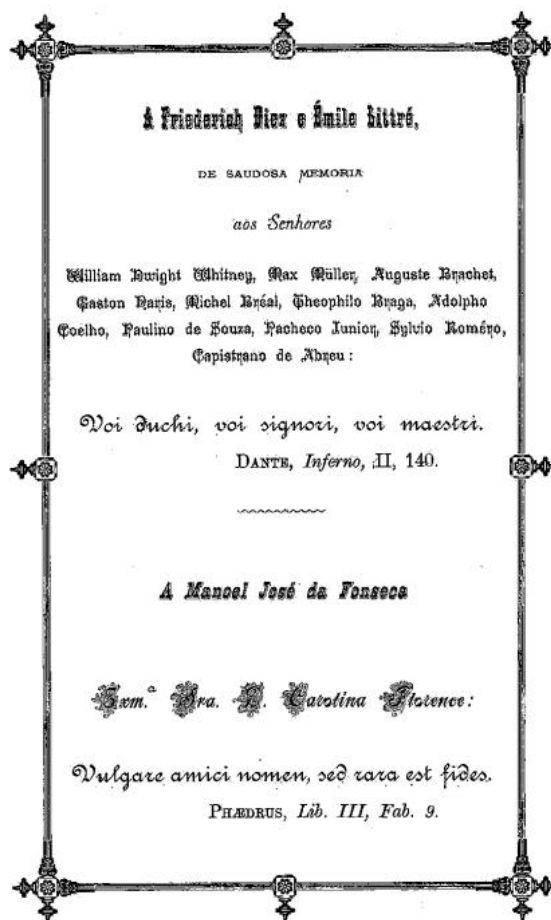 A Friederich Diez e Émile Littré,
DE SAUDOSA MEMORIA
aos Senhores
William Dwight Whitney, Max Müller, Auguste Brachet,
Gaston Paris, Michel Bréal, Theophilo Braga, Adolpho
Coelho, Paulino de Souza, Pacheco Junior, Sylvio Roméro,
Capistrano de Abreu:
Voi duchi, voi signori, voi maestri.
DANTE, Inferno, II, 140.
A Manoel José da Fonseca
Exm.ª Sra. D. Carolina Florence:
Vulgare amici nomen, sed rara est fides.
PHÆDRUS, Lib. III, Fab. 9.